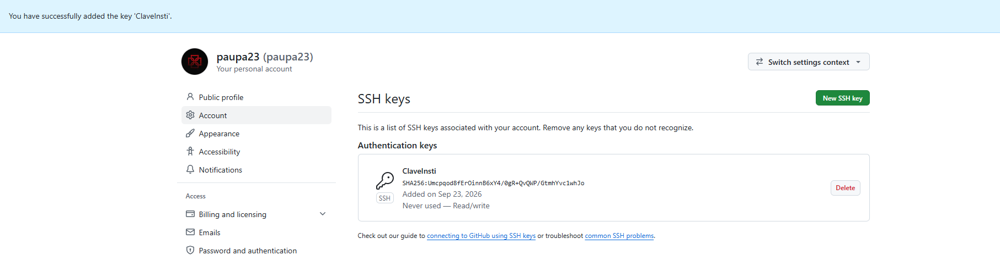 You have successfully added the key 'ClaveInsti'.
paupa23 (paupa23)
Your personal account
Switch settings context
Public profile
Account
Appearance
Accessibility
Notifications
Access
Billing and licensing
Emails
Password and authentication
SSH keys
New SSH key
This is a list of SSH keys associated with your account. Remove any keys that you do not recognize.
Authentication keys
SSH
ClaveInsti
SHA256:Umcpqod8fErOinnB6xY4/0gR+QvQWP/GtmhYvc1whJo
Added on Sep 23, 2026
Never used — Read/write
Delete
Check out our guide to connecting to GitHub using SSH keys or troubleshoot common SSH problems.